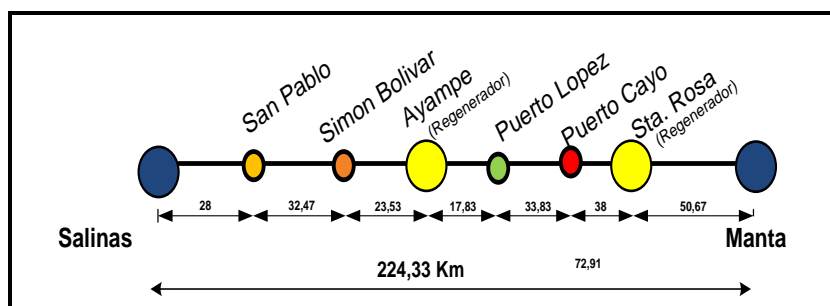 San Pablo
Simon Bolivar
Ayampe
(Regenerador)
Puerto Lopez
Puerto Cayo
Sta. Rosa
(Regenerador)
28
32,47
23,53
17,83
33,83
38
50,67
Salinas
Manta
224,33 Km
72,91